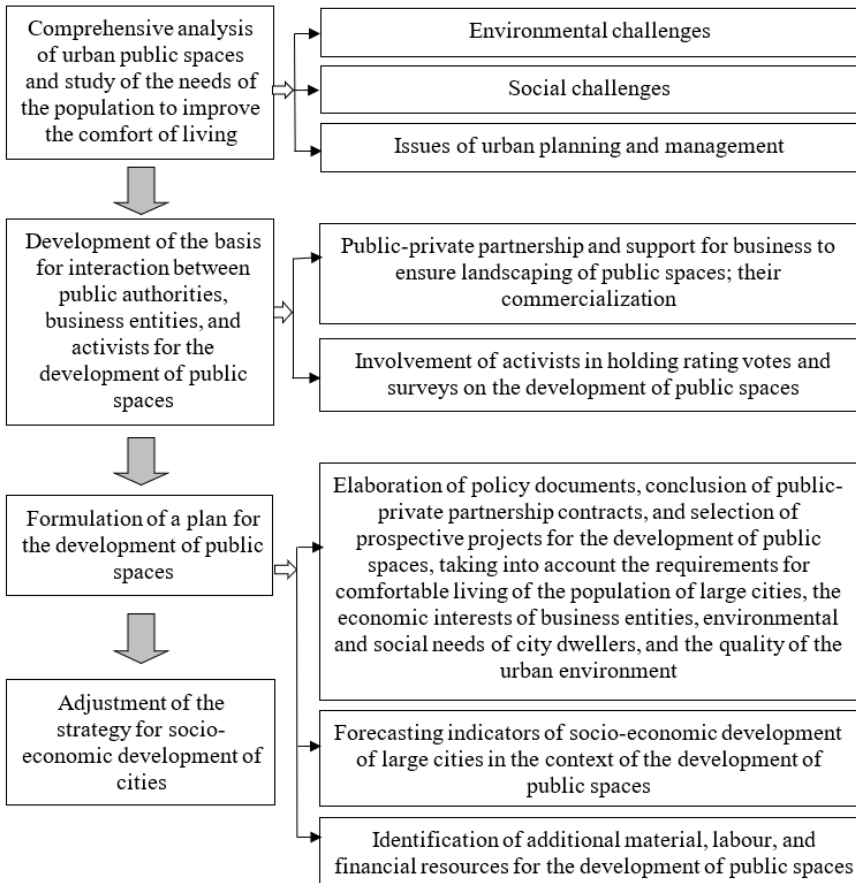 Comprehensive analysis
of urban public spaces
and study of the needs of
the population to improve
the comfort of living
Environmental challenges
Social challenges
Issues of urban planning and management
Development of the basis
for interaction between
public authorities,
business entities, and
activists for the
development of public
spaces
Public-private partnership and support for business to
ensure landscaping of public spaces; their
commercialization
Involvement of activists in holding rating votes and
surveys on the development of public spaces
Formulation of a plan for
the development of public
spaces
Elaboration of policy documents, conclusion of public-
private partnership contracts, and selection of
prospective projects for the development of public
spaces, taking into account the requirements for
comfortable living of the population of large cities, the
economic interests of business entities, environmental
and social needs of city dwellers, and the quality of the
urban environment
Adjustment of the
strategy for socio-
economic development of
cities
Forecasting indicators of socio-economic development
of large cities in the context of the development of
public spaces
Identification of additional material, labour, and
financial resources for the development of public spaces